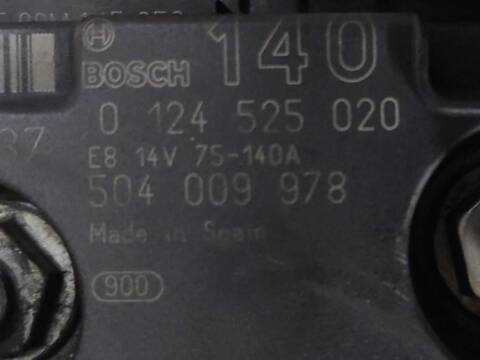 BOSCH 140
0 124 525 020
E8 14V 75-140A
504 009 978
Made in Spain
900